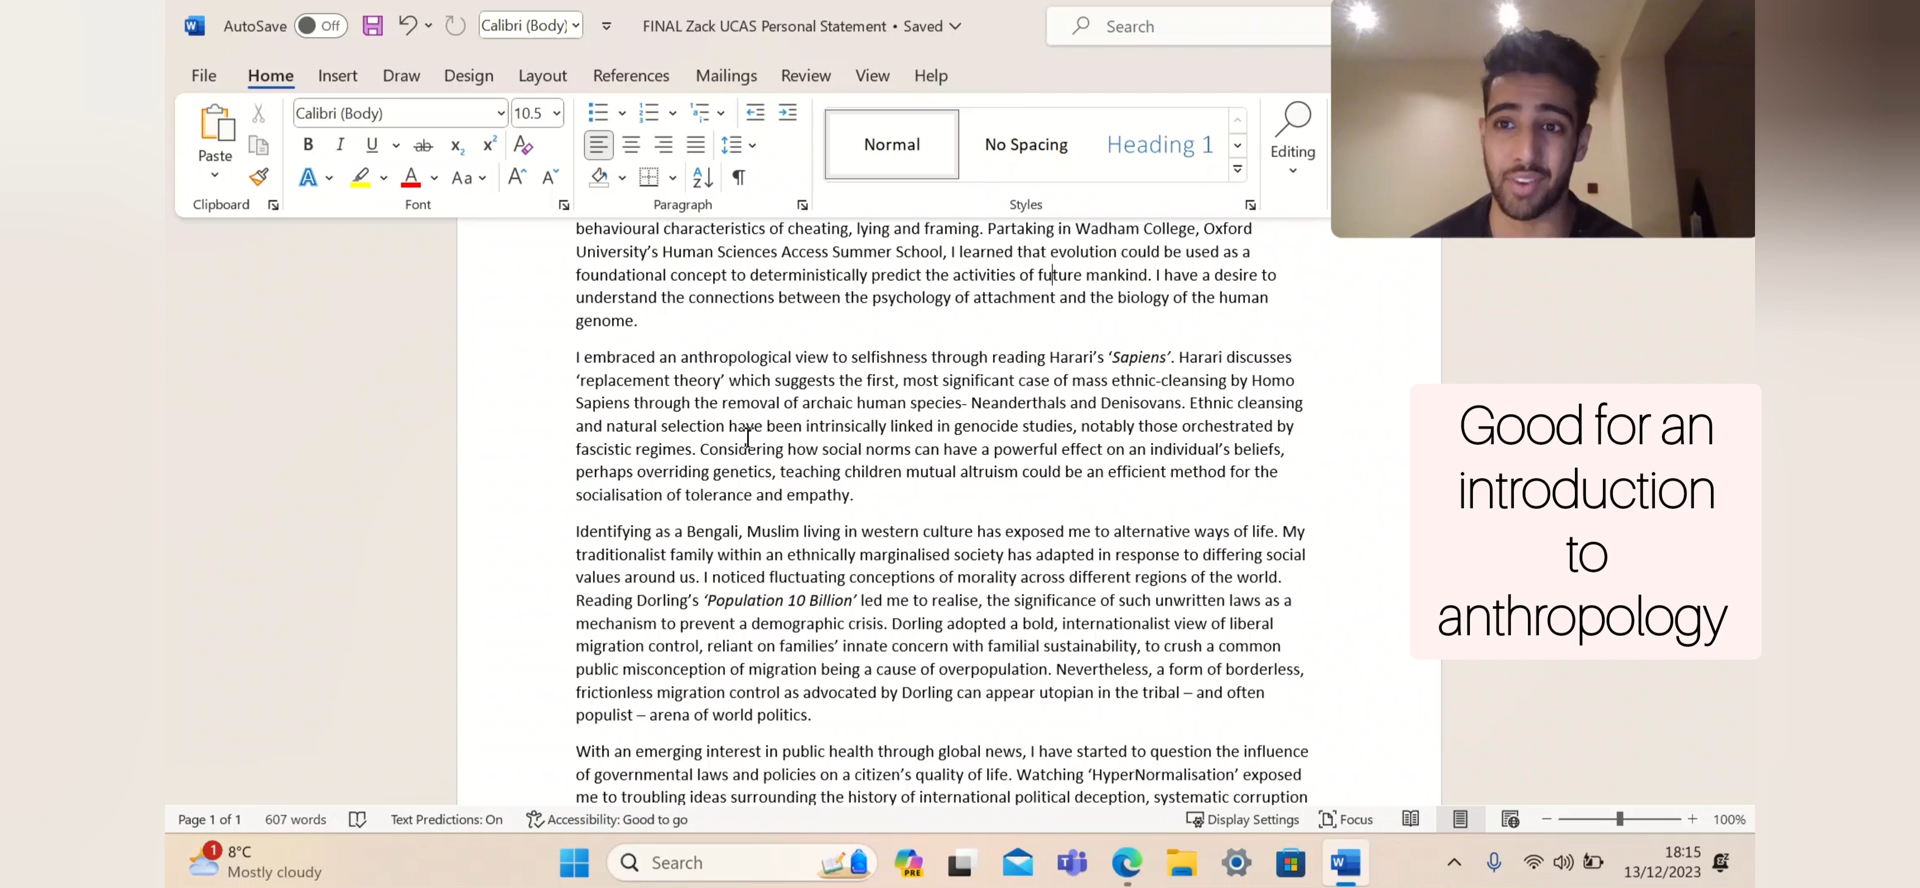 AutoSave Off Calibri (Body) FINAL Zack UCAS Personal Statement • Saved Search
File Home Insert Draw Design Layout References Mailings Review View Help
Calibri (Body) 10.5
Paste
B I U ab x₂ x² A
A A Aa A A A Z ¶
Normal No Spacing Heading 1
Editing
Clipboard Font Paragraph Styles
behavioural characteristics of cheating, lying and framing. Partaking in Wadham College, Oxford
University’s Human Sciences Access Summer School, I learned that evolution could be used as a
foundational concept to deterministically predict the activities of future mankind. I have a desire to
understand the connections between the psychology of attachment and the biology of the human
genome.
I embraced an anthropological view to selfishness through reading Harari’s ‘Sapiens’. Harari discusses
‘replacement theory’ which suggests the first, most significant case of mass ethnic-cleansing by Homo
Sapiens through the removal of archaic human species- Neanderthals and Denisovans. Ethnic cleansing
and natural selection have been intrinsically linked in genocide studies, notably those orchestrated by
fascistic regimes. Considering how social norms can have a powerful effect on an individual’s beliefs,
perhaps overriding genetics, teaching children mutual altruism could be an efficient method for the
socialisation of tolerance and empathy.
Identifying as a Bengali, Muslim living in western culture has exposed me to alternative ways of life. My
traditionalist family within an ethnically marginalised society has adapted in response to differing social
values around us. I noticed fluctuating conceptions of morality across different regions of the world.
Reading Dorling’s ‘Population 10 Billion’ led me to realise, the significance of such unwritten laws as a
mechanism to prevent a demographic crisis. Dorling adopted a bold, internationalist view of liberal
migration control, reliant on families’ innate concern with familial sustainability, to crush a common
public misconception of migration being a cause of overpopulation. Nevertheless, a form of borderless,
frictionless migration control as advocated by Dorling can appear utopian in the tribal – and often
populist – arena of world politics.
With an emerging interest in public health through global news, I have started to question the influence
of governmental laws and policies on a citizen’s quality of life. Watching ‘HyperNormalisation’ exposed
me to troubling ideas surrounding the history of international political deception, systematic corruption
Good for an
introduction
to
anthropology
Page 1 of 1 607 words Text Predictions: On Accessibility: Good to go Display Settings Focus 100%
1 8°C
Mostly cloudy
Search
PRE
W
18:15
13/12/2023